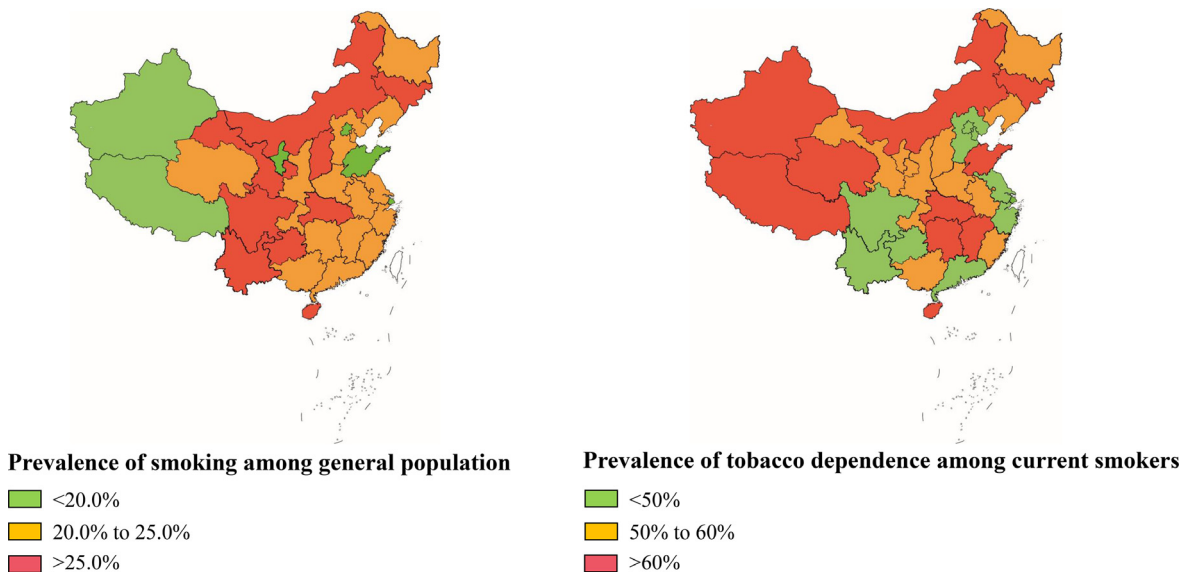 Prevalence of smoking among general population
<20.0%
20.0% to 25.0%
>25.0%
Prevalence of tobacco dependence among current smokers
<50%
50% to 60%
>60%